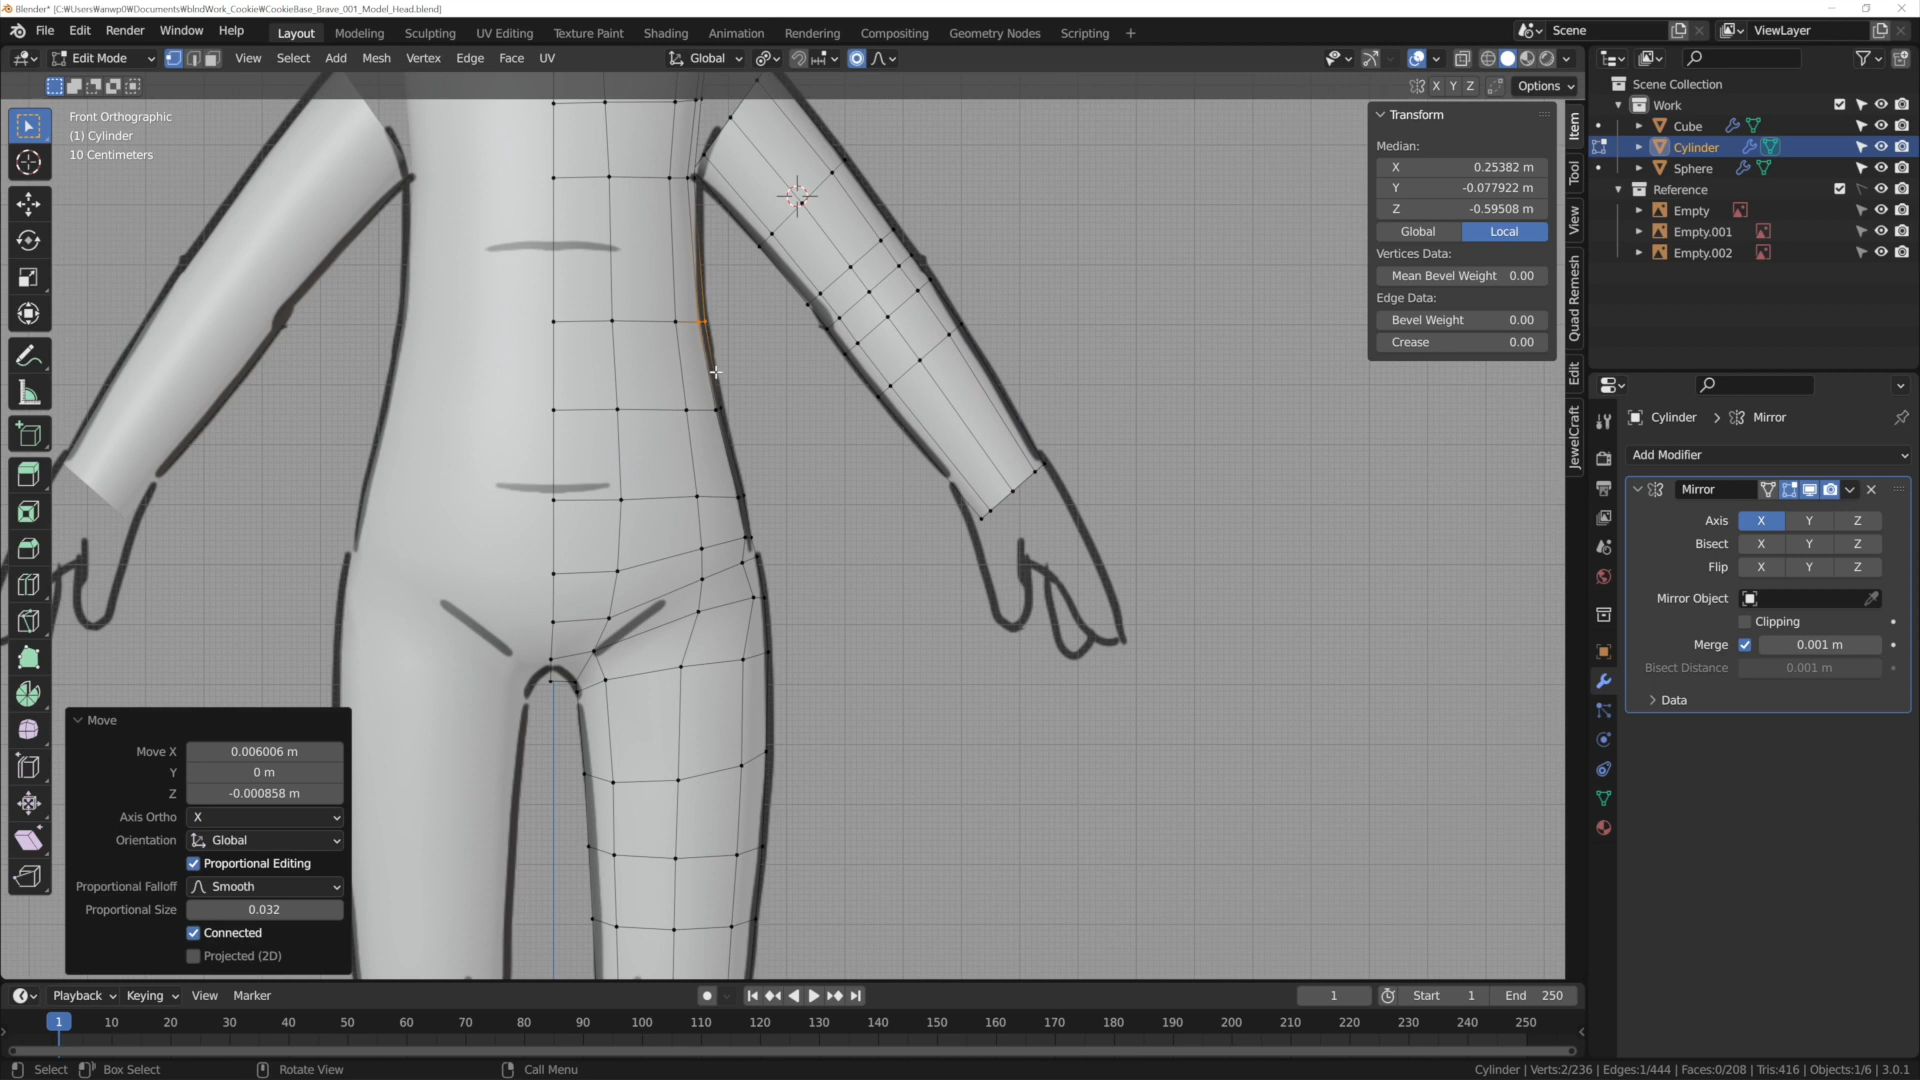 Blender* [C:₩Users₩anwp0₩Documents₩blndWork_Cookie₩CookieBase_Brave_001_Model_Head.blend]
File Edit Render Window Help
Layout Modeling Sculpting UV Editing Texture Paint Shading Animation Rendering Compositing Geometry Nodes Scripting +
Scene
ViewLayer
Edit Mode View Select Add Mesh Vertex Edge Face UV
Global
X Y Z
Options
Front Orthographic
(1) Cylinder
10 Centimeters
Transform
Median:
X 0.25382 m
Y -0.077922 m
Z -0.59508 m
Global Local
Vertices Data:
Mean Bevel Weight 0.00
Edge Data:
Bevel Weight 0.00
Crease 0.00
Item
Tool
View
Quad Remesh
Edit
JewelCraft
Scene Collection
Work
Cube
Cylinder
Sphere
Reference
Empty
Empty.001
Empty.002
Cylinder > Mirror
Add Modifier
Mirror
Axis X Y Z
Bisect X Y Z
Flip X Y Z
Mirror Object
Clipping
Merge 0.001 m
Bisect Distance 0.001 m
Data
Move
Move X 0.006006 m
Y 0 m
Z -0.000858 m
Axis Ortho X
Orientation Global
Proportional Editing
Proportional Falloff Smooth
Proportional Size 0.032
Connected
Projected (2D)
Playback Keying View Marker
1 Start 1 End 250
1 10 20 30 40 50 60 70 80 90 100 110 120 130 140 150 160 170 180 190 200 210 220 230 240 250
Select Box Select Rotate View Call Menu
Cylinder | Verts:2/236 | Edges:1/444 | Faces:0/208 | Tris:416 | Objects:1/6 | 3.0.1